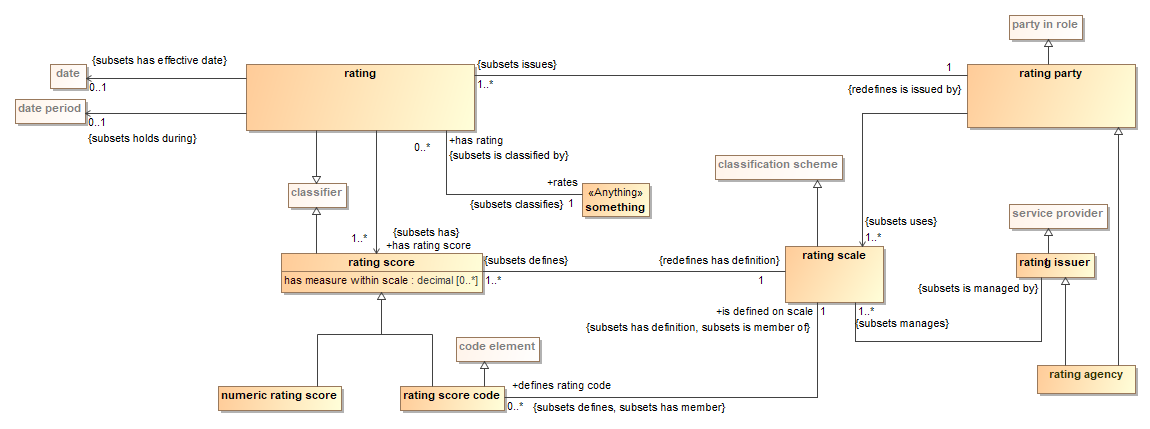 party in role
{subsets has effective date}
{subsets issues}
1
date
rating
rating party
0..1
1..*
{redefines is issued by}
date period
0..1
{subsets holds during}
+has rating
0..*
{subsets is classified by}
classification scheme
+rates
«Anything»
classifier
something
{subsets classifies}
1
service provider
{subsets uses}
{subsets has}
1..*
+has rating score
1..*
rating score
{subsets defines}
{redefines has definition}
rating scale
rating issuer
has measure within scale : decimal [0..*]
1..*
1
{subsets is managed by}
+is defined on scale
1
1..*
{subsets has definition, subsets is member of}
{subsets manages}
code element
rating agency
+defines rating code
numeric rating score
rating score code
0..*
{subsets defines, subsets has member}